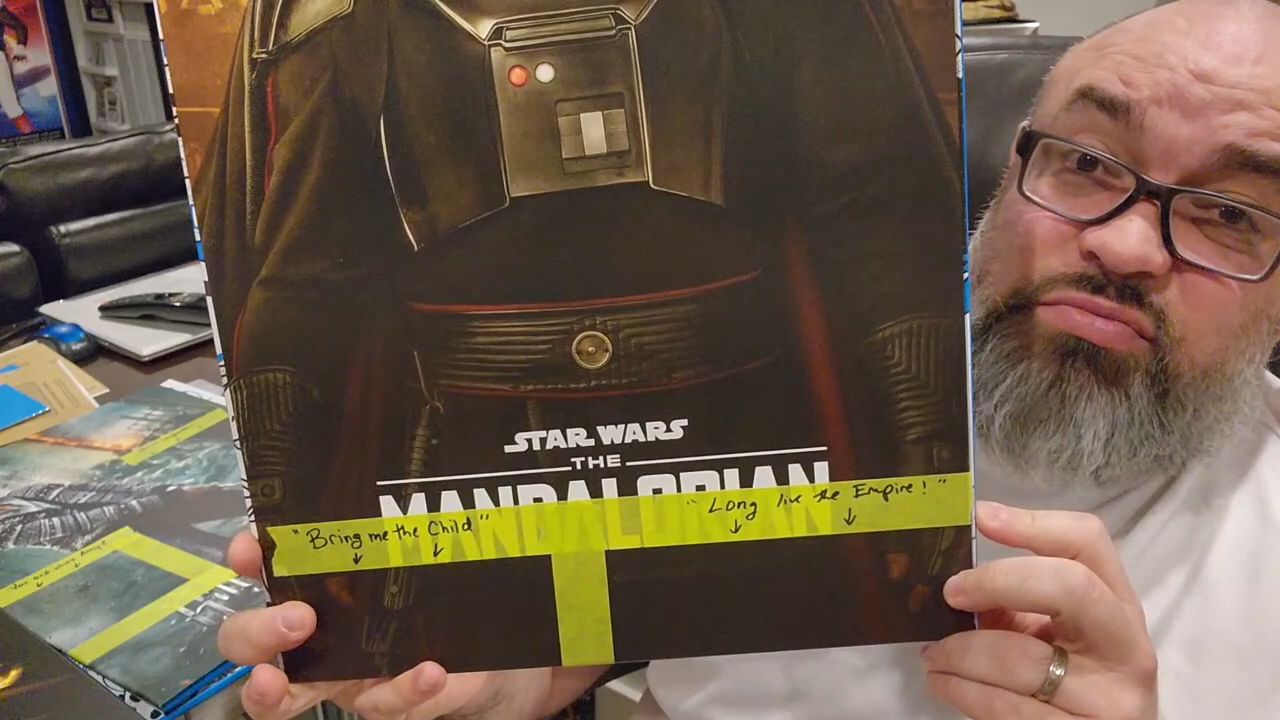 STAR WARS
THE
MANDALORIAN
"Bring me the Child"
"Long live the Empire!"